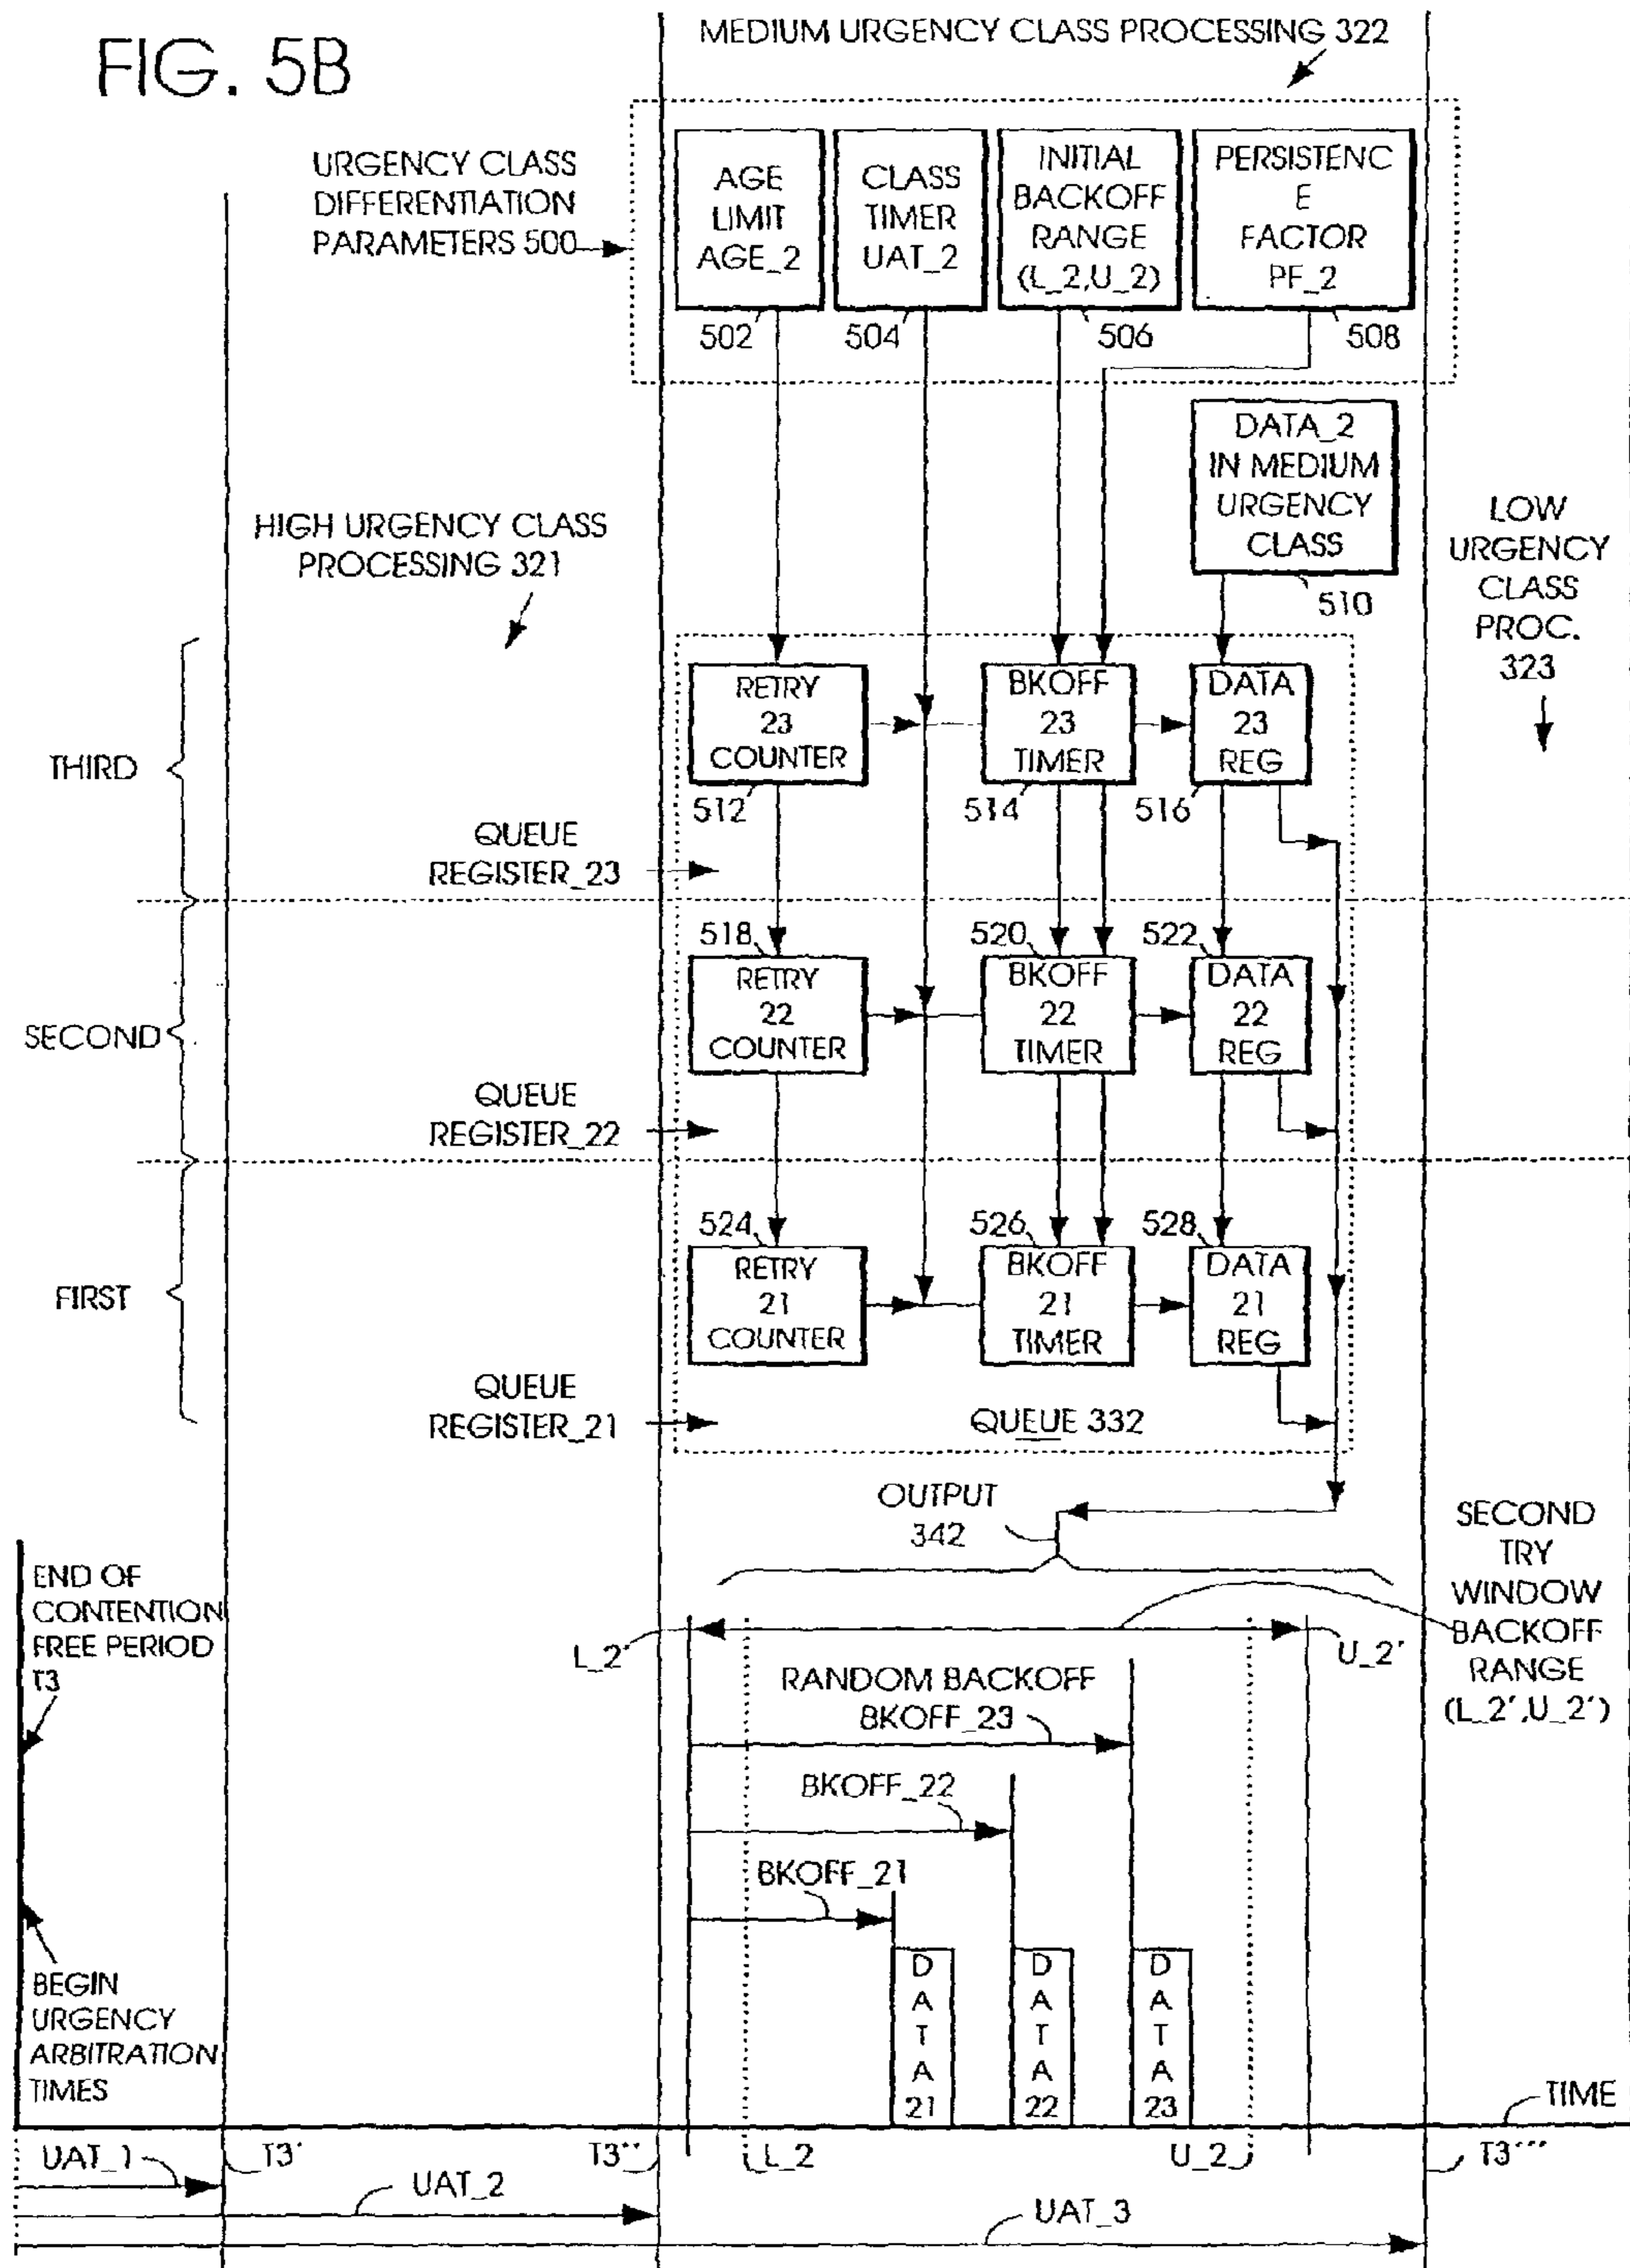 FIG. 5B
MEDIUM URGENCY CLASS PROCESSING 322
URGENCY CLASS
DIFFERENTIATION
PARAMETERS 500
AGE
LIMIT
AGE_2
502
CLASS
TIMER
UAT_2
504
INITIAL
BACKOFF
RANGE
(L_2,U_2)
506
PERSISTENC
E
FACTOR
PF_2
508
DATA_2
IN MEDIUM
URGENCY
CLASS
510
HIGH URGENCY CLASS
PROCESSING 321
LOW
URGENCY
CLASS
PROC.
323
THIRD
RETRY
23
COUNTER
512
BKOFF
23
TIMER
514
DATA
23
REG
516
QUEUE
REGISTER_23
SECOND
518
RETRY
22
COUNTER
520
BKOFF
22
TIMER
522
DATA
22
REG
QUEUE
REGISTER_22
FIRST
524
RETRY
21
COUNTER
526
BKOFF
21
TIMER
528
DATA
21
REG
QUEUE
REGISTER_21
QUEUE 332
OUTPUT
342
SECOND
TRY
WINDOW
BACKOFF
RANGE
(L_2',U_2')
END OF
CONTENTION
FREE PERIOD
T3
L_2'
U_2'
RANDOM BACKOFF
BKOFF_23
BKOFF_22
BKOFF_21
BEGIN
URGENCY
ARBITRATION
TIMES
D
A
T
A
21
D
A
T
A
22
D
A
T
A
23
TIME
UAT_1
T3'
T3''
L_2
U_2
T3'''
UAT_2
UAT_3